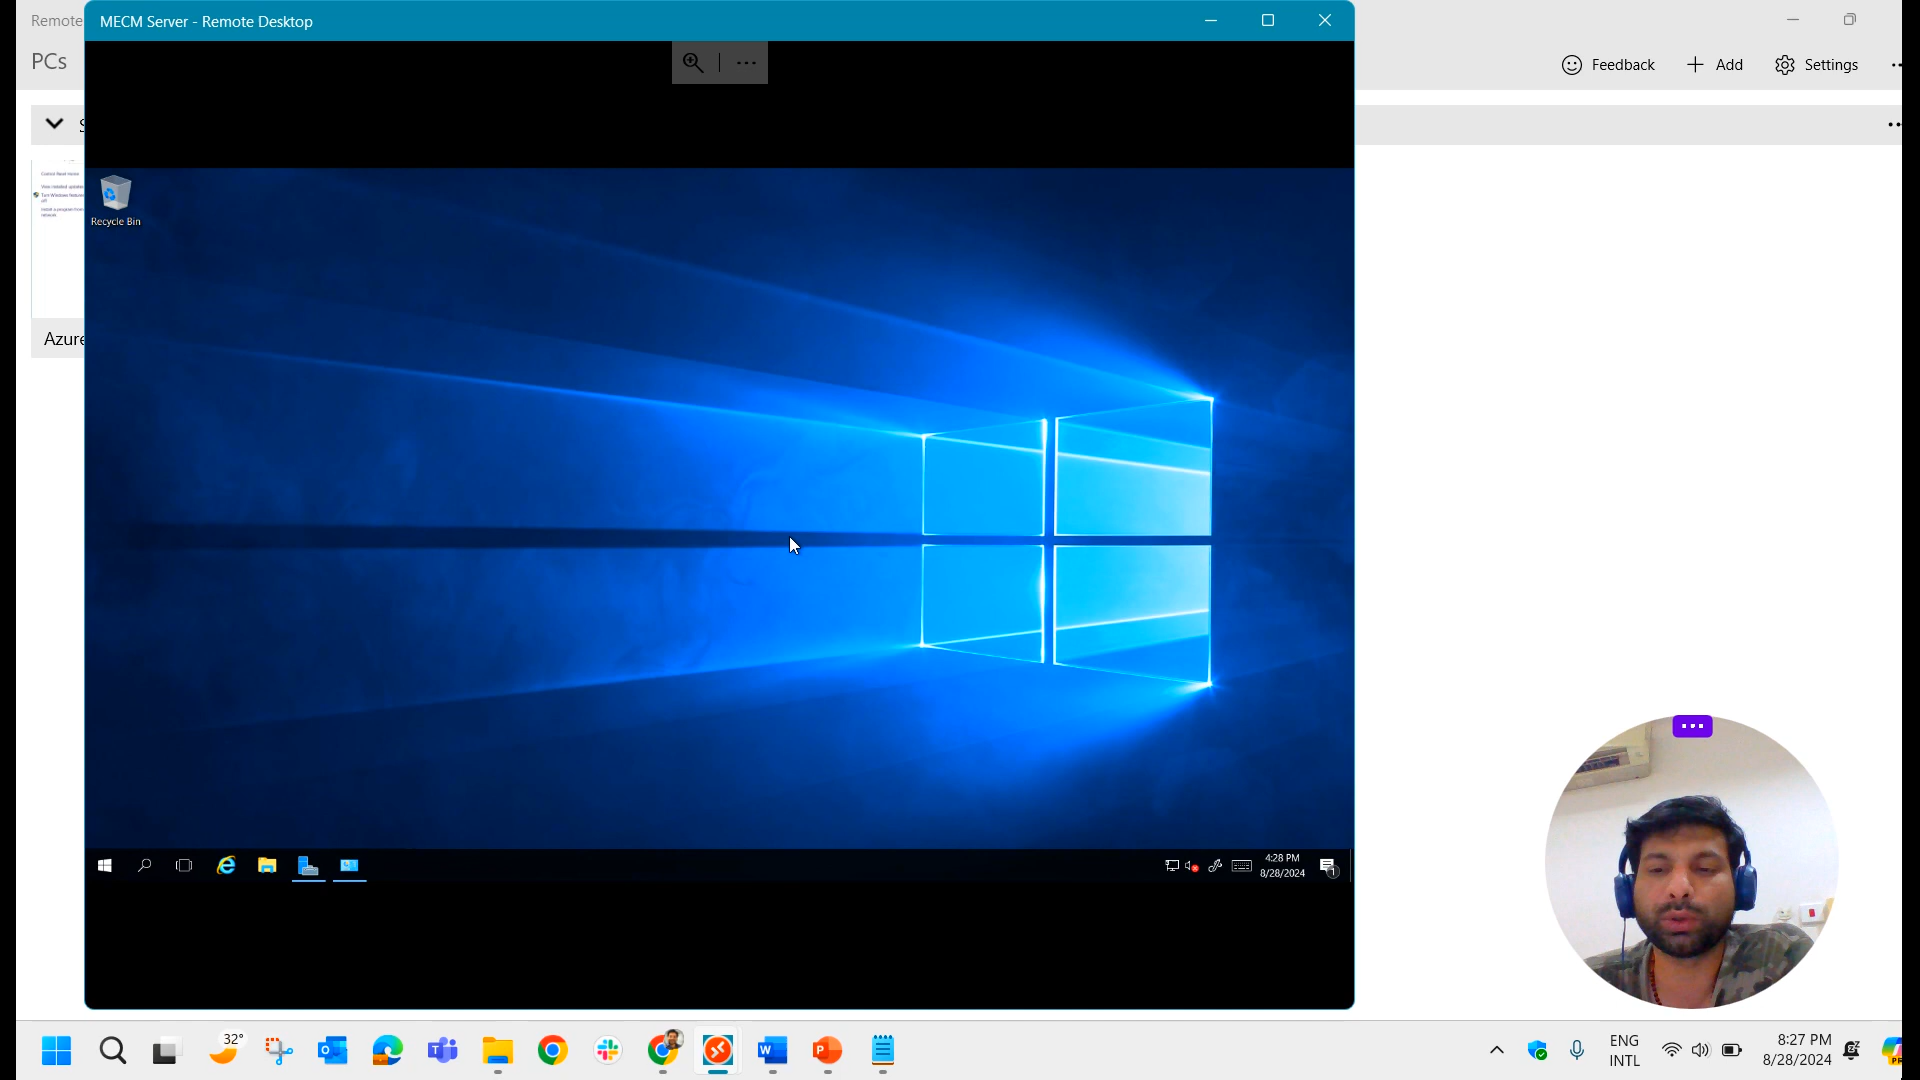 Remote
MECM Server - Remote Desktop
PCs
Feedback
Add
Settings
Recycle Bin
Azure
4:28 PM
8/28/2024
1
32°
ENG
INTL
8:27 PM
8/28/2024